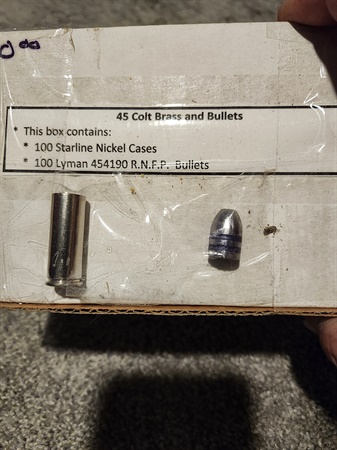 45 Colt Brass and Bullets
* This box contains:
* 100 Starline Nickel Cases
* 100 Lyman 454190 R.N.F.P. Bullets